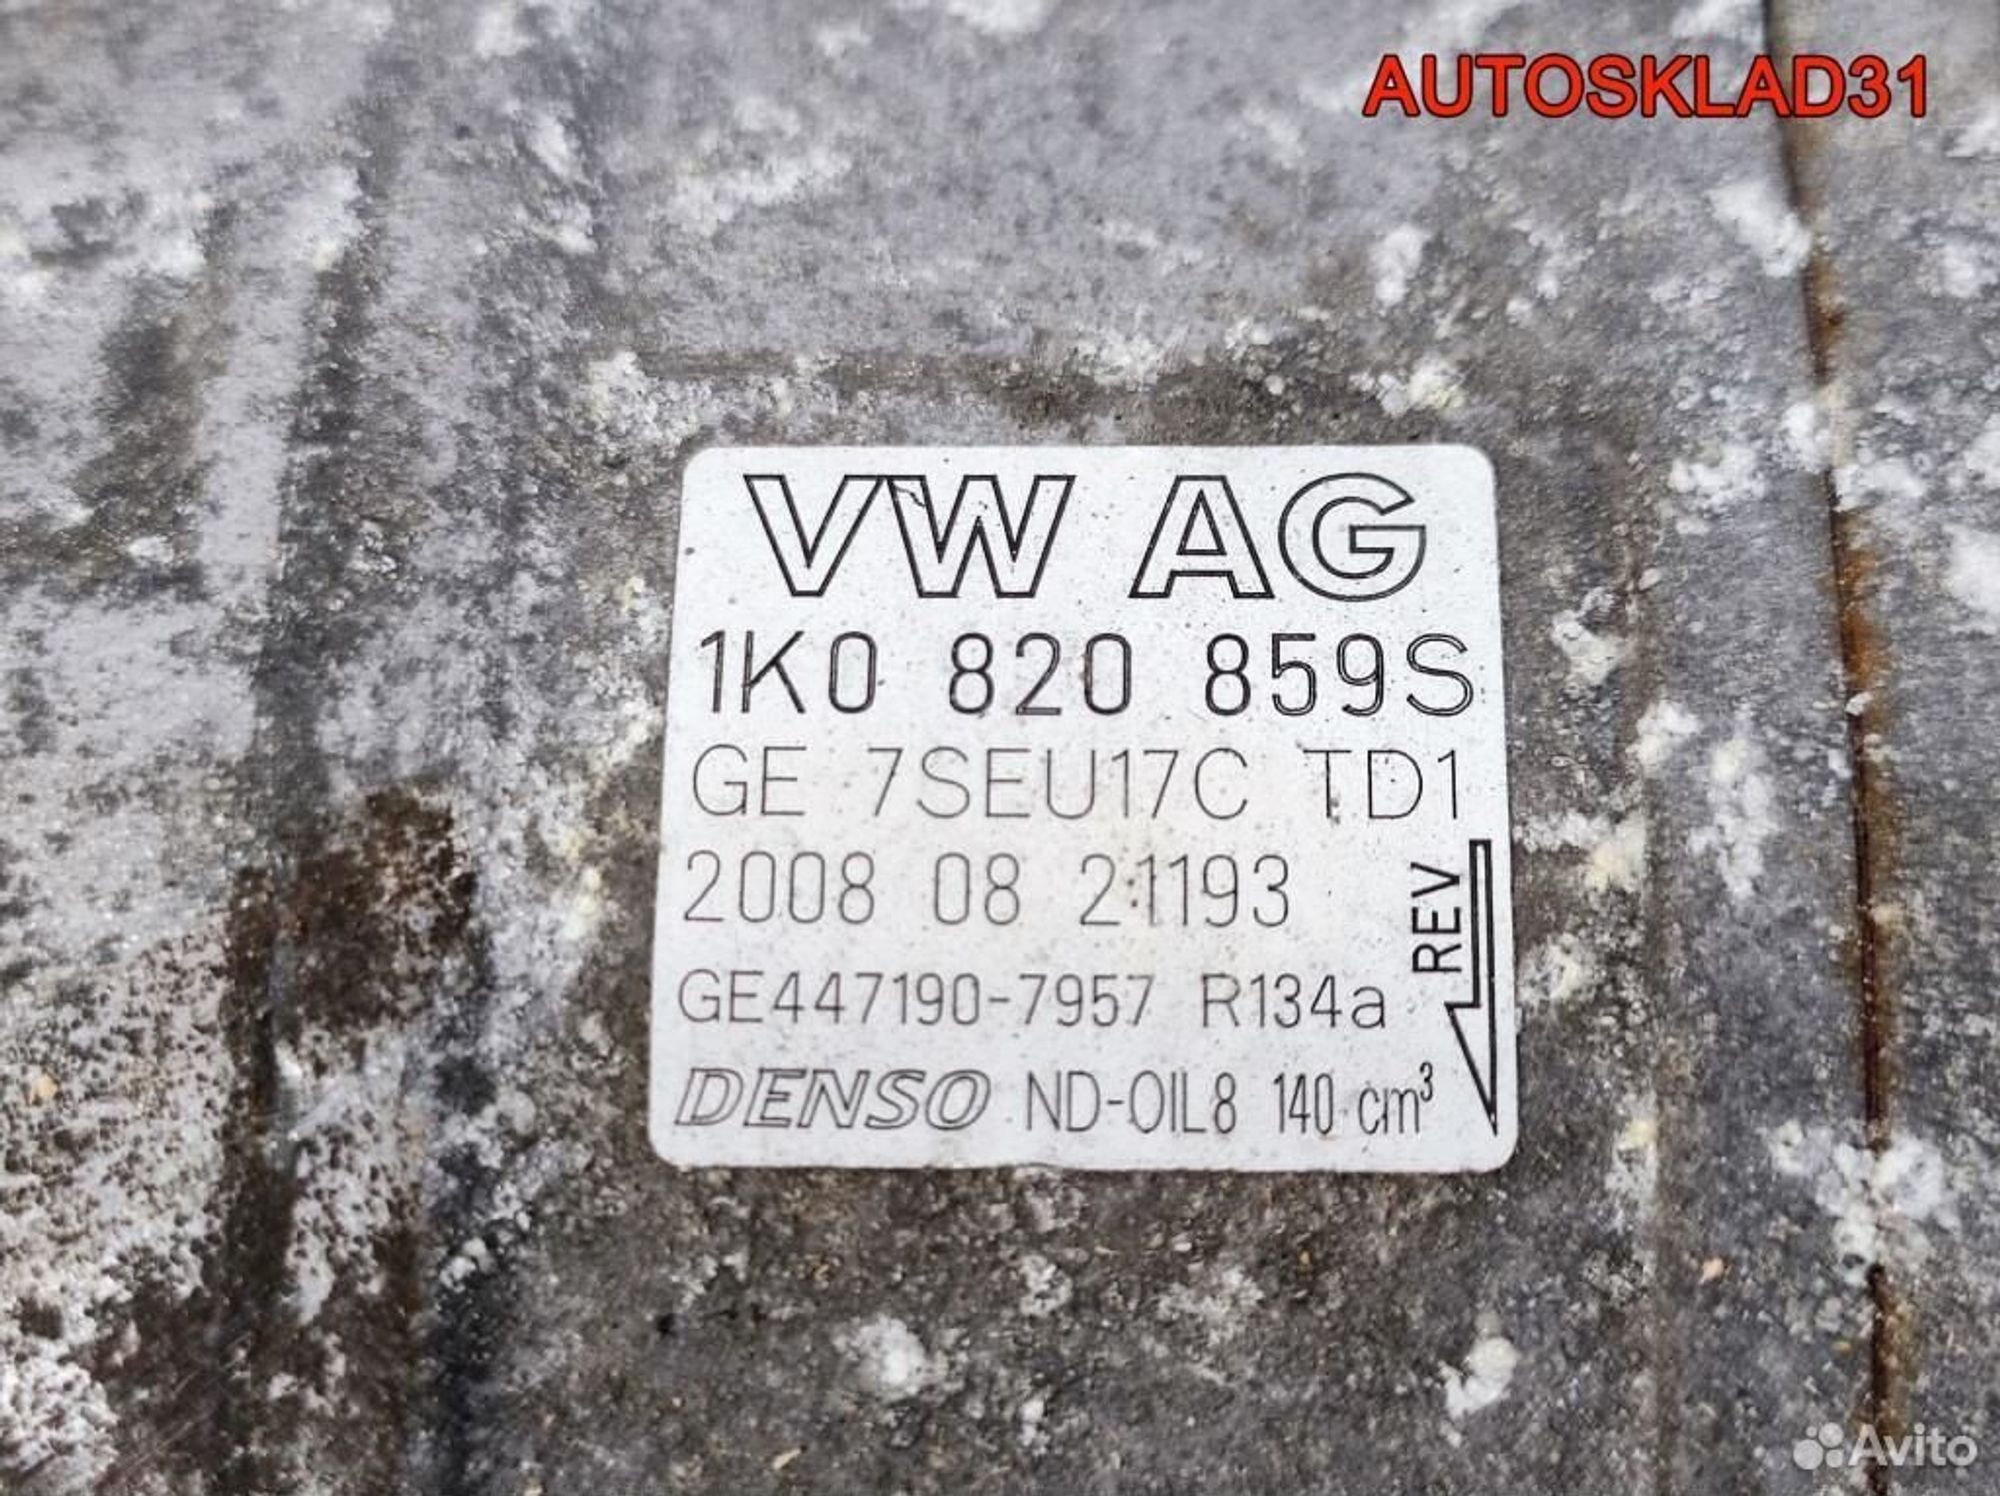 AUTOSKLAD31
VW AG
1K0 820 859S
GE 7SEU17C TD1
2008 08 21193
REV
GE447190-7957 R134a
DENSO ND-OIL8 140 cm³
Avito